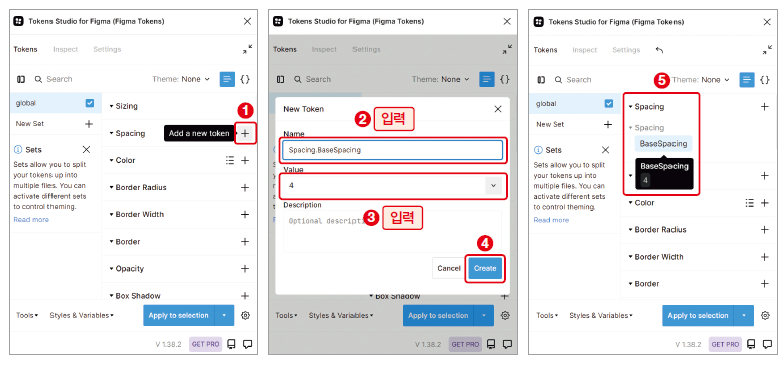 Tokens Studio for Figma (Figma Tokens)
Tokens Inspect Settings
Search Theme: None
global
New Set
Sets
Sets allow you to split
your tokens up into
multiple files. You can
activate different sets
to control theming.
Read more
Sizing
1
Spacing Add a new token
Color
Border Radius
Border Width
Border
Opacity
Box Shadow
Tools Styles & Variables Apply to selection
V 1.38.2 GET PRO
Tokens Studio for Figma (Figma Tokens)
Tokens Inspect Settings
Search Theme: None
New Token
2 입력
Name
Spacing.BaseSpacing
Value
4
Description
Optional descripti
3 입력
4
Cancel Create
Box Shadow
Tools Styles & Variables Apply to selection
V 1.38.2 GET PRO
Tokens Studio for Figma (Figma Tokens)
Tokens Inspect Settings
5
Search Theme: None
global
New Set
Sets
Sets allow you to split
your tokens up into
multiple files. You can
activate different sets
to control theming.
Read more
Spacing
Spacing
BaseSpacing
BaseSpacing
4
Color
Border Radius
Border Width
Border
Tools Styles & Variables Apply to selection
V 1.38.2 GET PRO